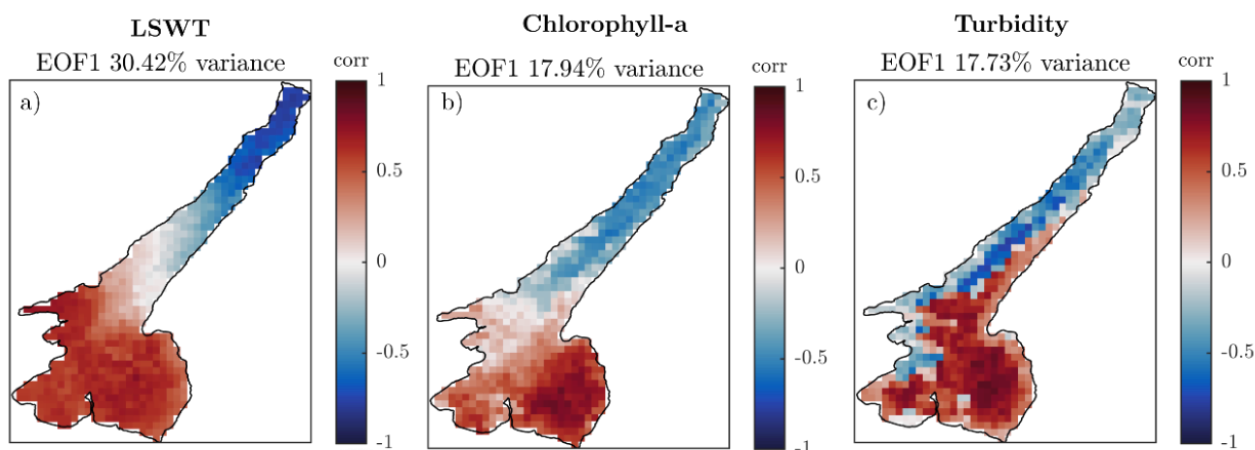 LSWT
EOF1 30.42% variance
corr
a)
1
0.5
0
-0.5
-1
Chlorophyll-a
EOF1 17.94% variance
corr
b)
1
0.5
0
-0.5
-1
Turbidity
EOF1 17.73% variance
corr
c)
1
0.5
0
-0.5
-1